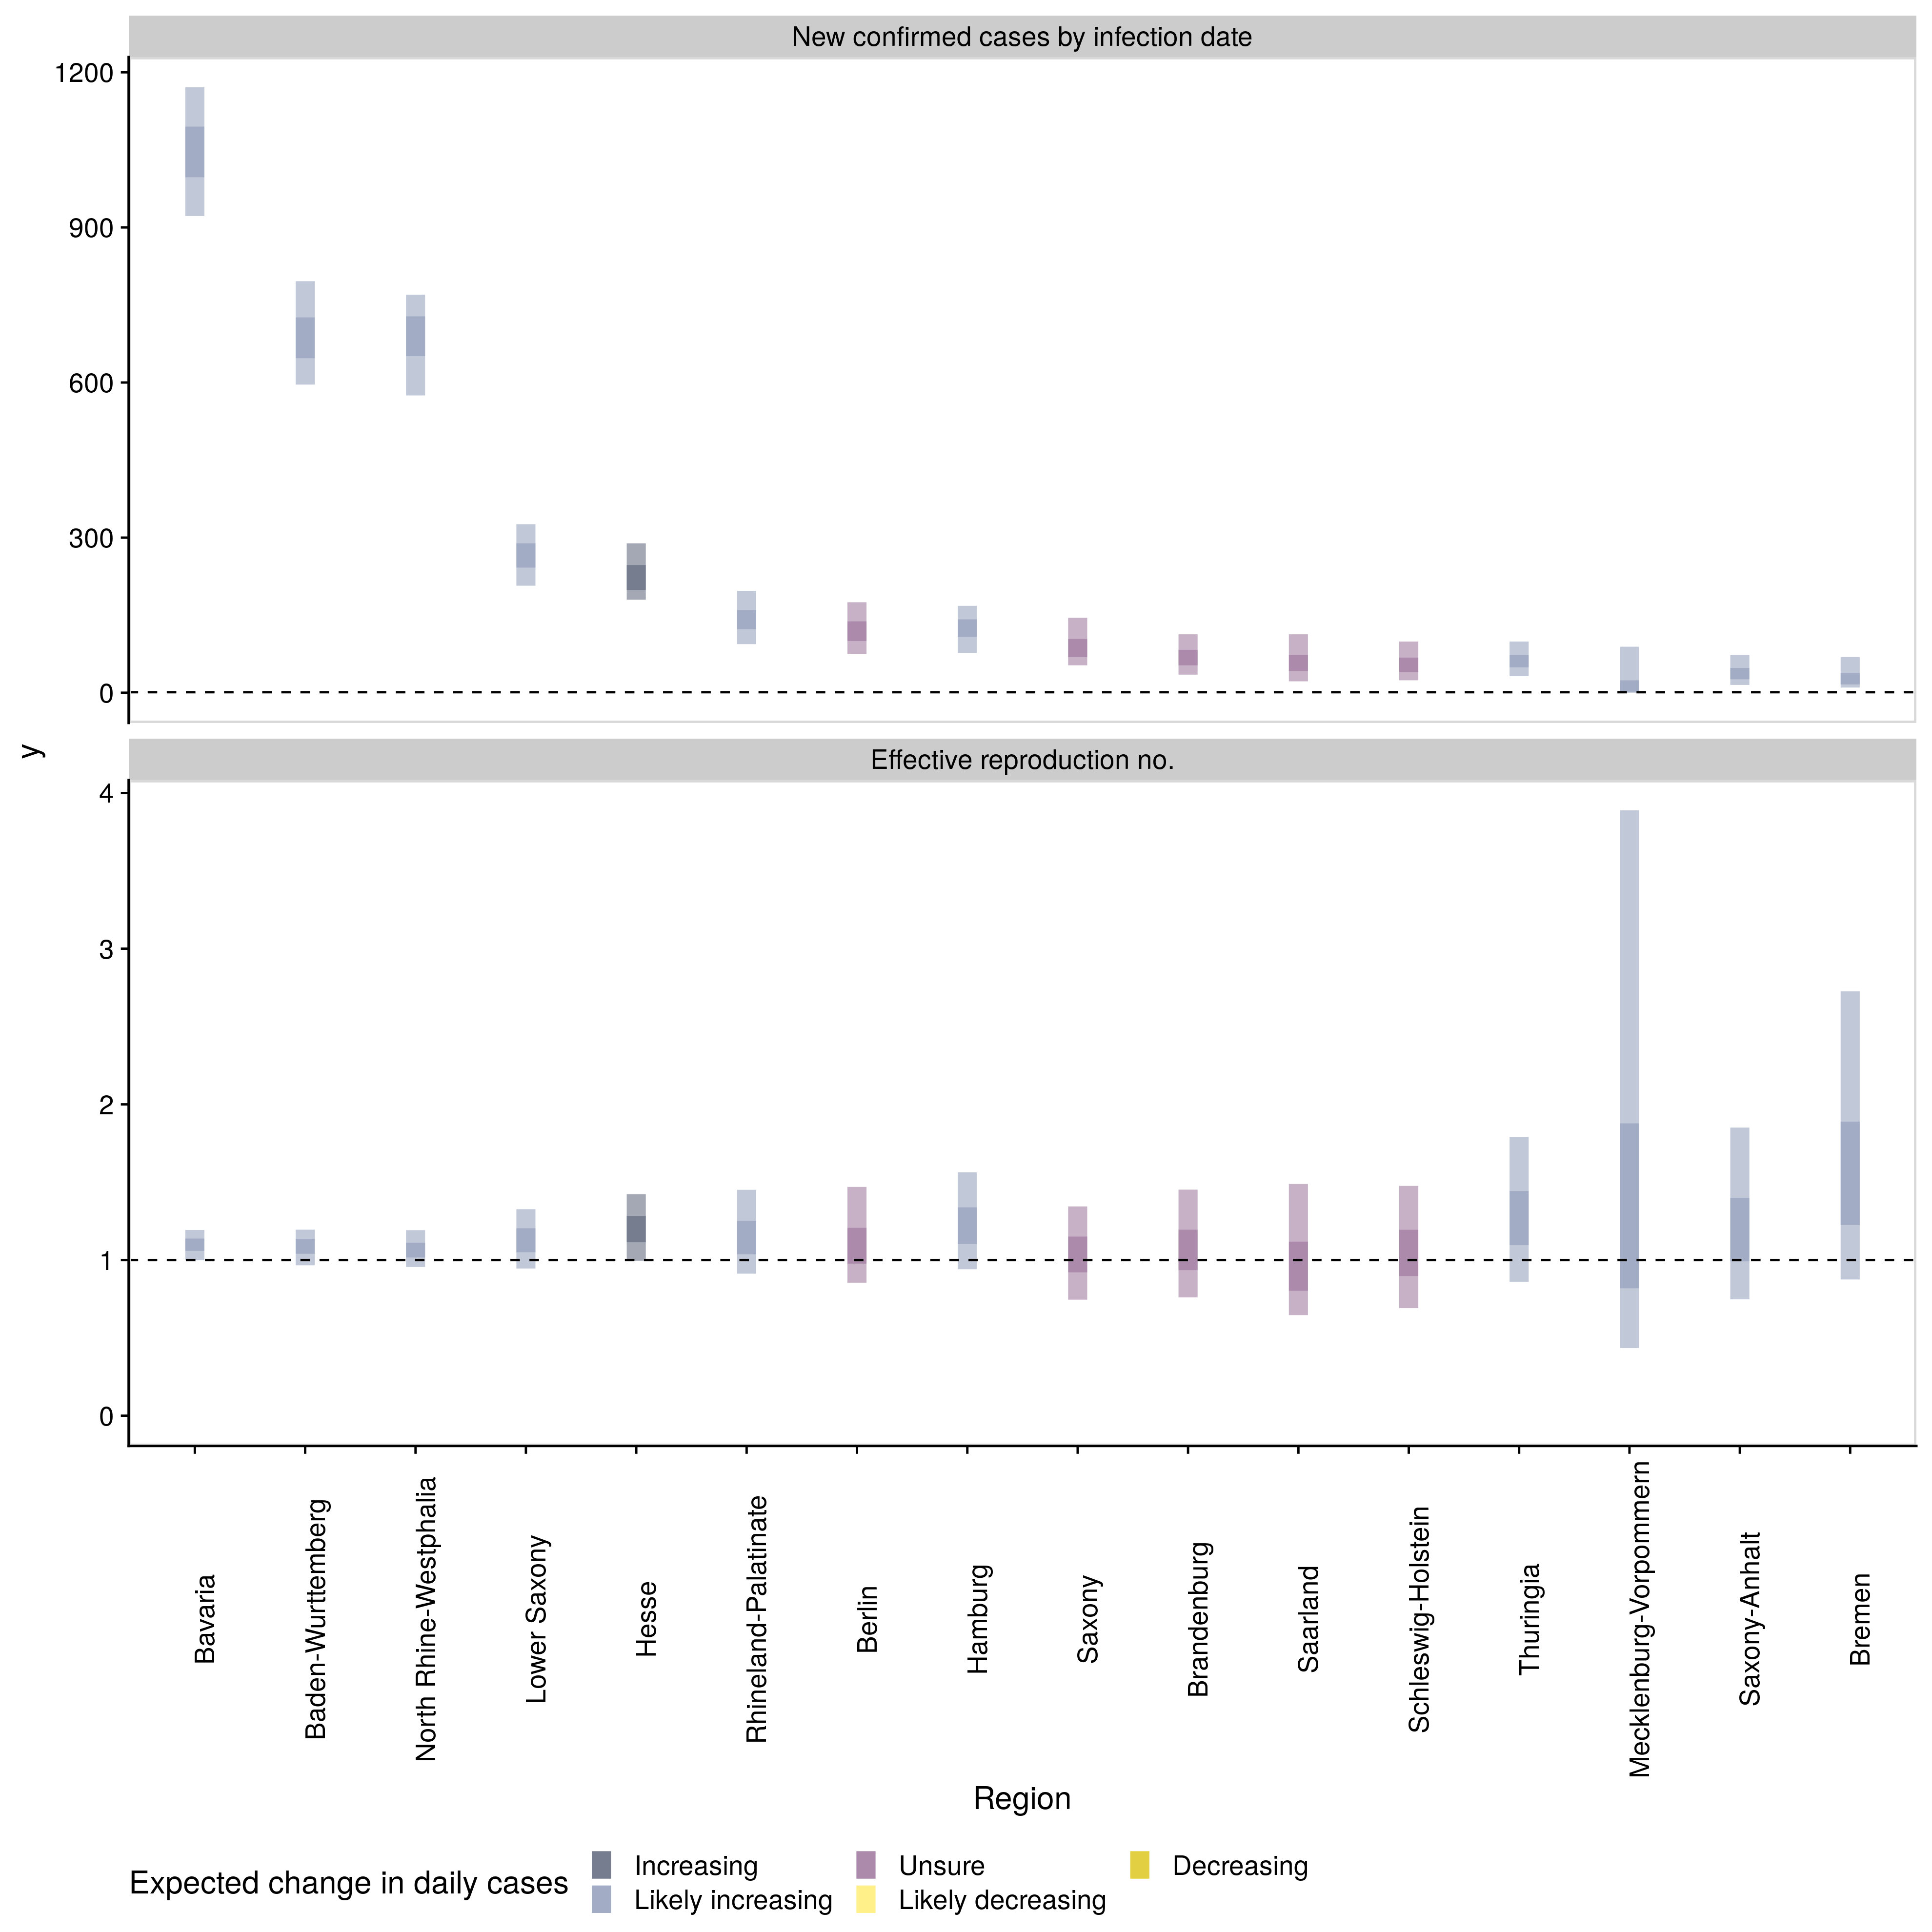 New confirmed cases by infection date
1200
900
600
300
0
y
Effective reproduction no.
4
3
2
1
0
Bavaria
Baden-Wurttemberg
North Rhine-Westphalia
Lower Saxony
Hesse
Rhineland-Palatinate
Berlin
Hamburg
Saxony
Brandenburg
Saarland
Schleswig-Holstein
Thuringia
Mecklenburg-Vorpommern
Saxony-Anhalt
Bremen
Region
Expected change in daily cases
Increasing
Likely increasing
Unsure
Likely decreasing
Decreasing